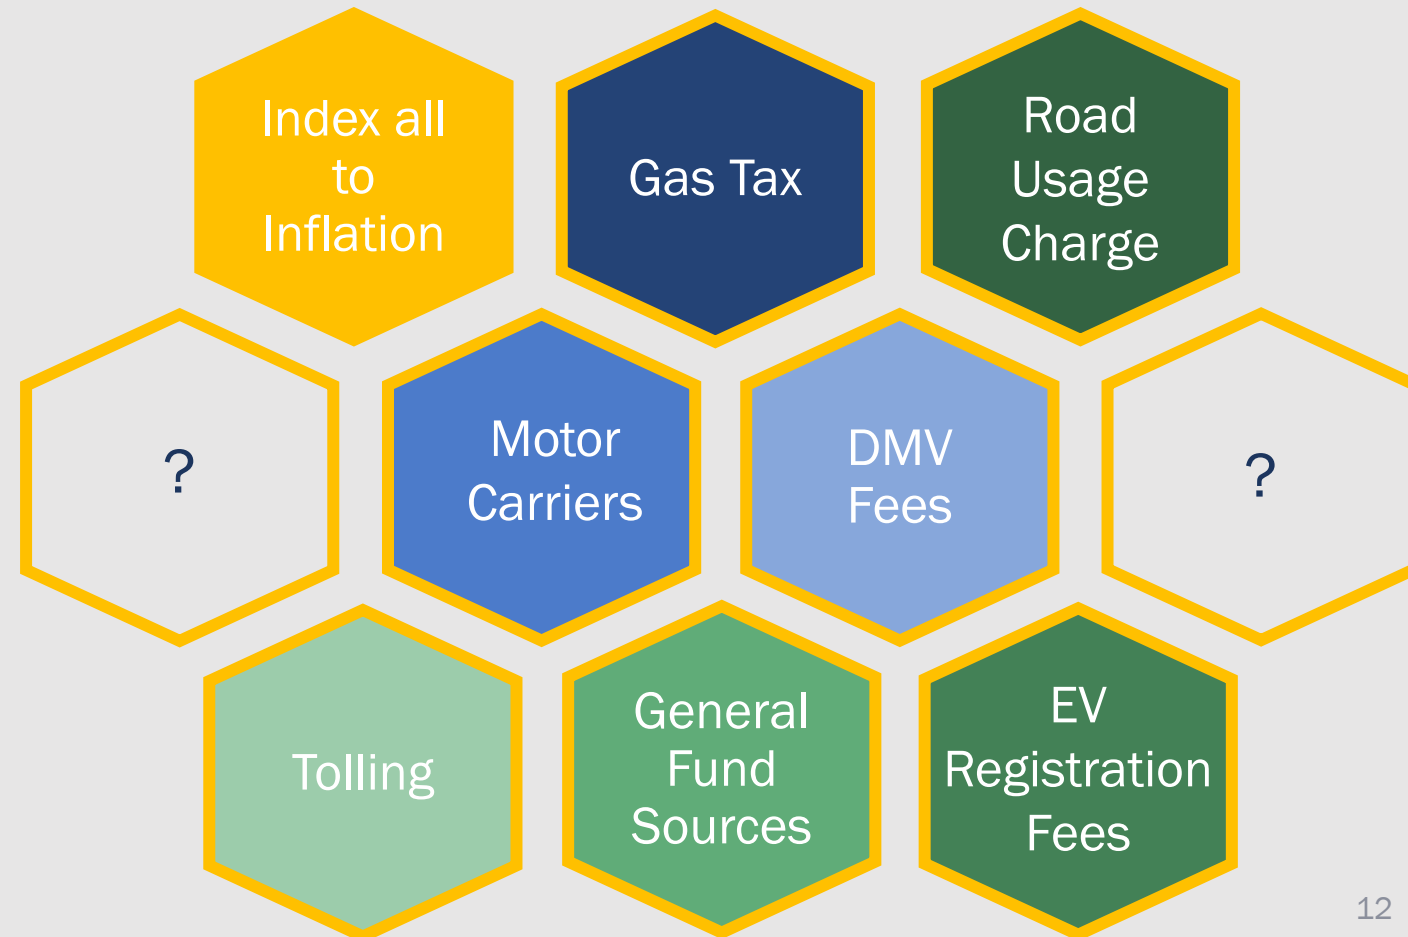 Index all
to
Inflation
Gas Tax
Road
Usage
Charge
?
Motor
Carriers
DMV
Fees
?
Tolling
General
Fund
Sources
EV
Registration
Fees
12